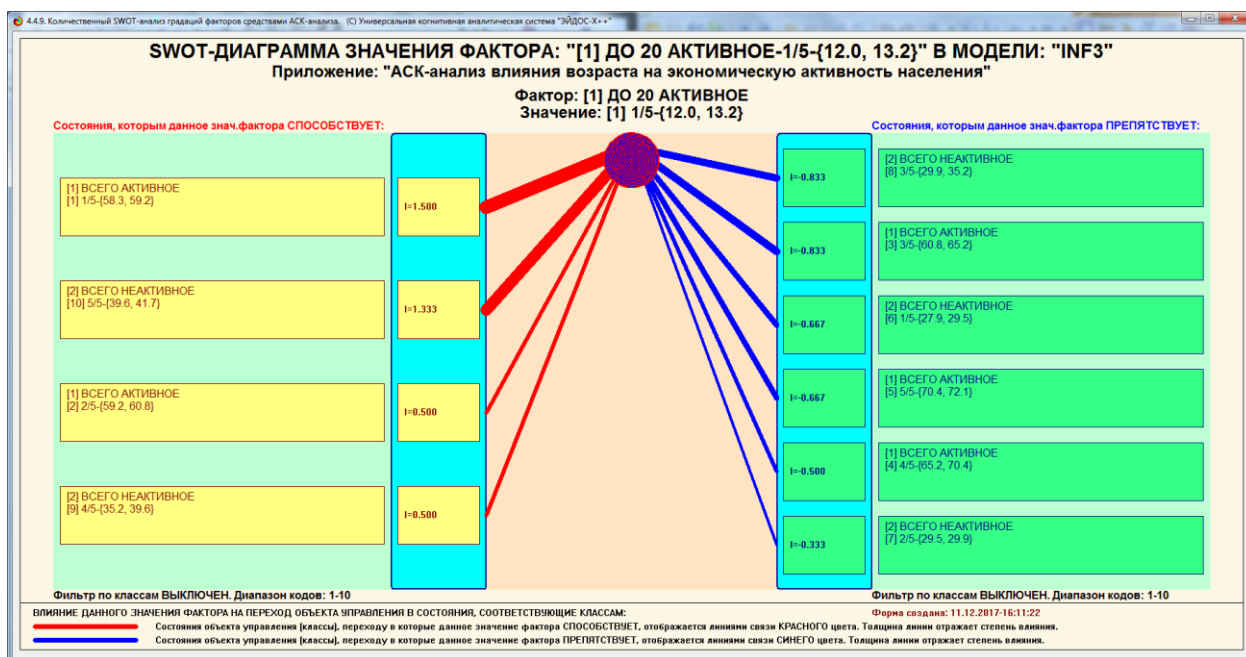 4.4.9. Количественный SWOT-анализ градаций факторов средствами АСК-анализа. (C) Универсальная когнитивная аналитическая система "ЭЙДОС-X++"
SWOT-ДИАГРАММА ЗНАЧЕНИЯ ФАКТОРА: "[1] ДО 20 АКТИВНОЕ-1/5-{12.0, 13.2}" В МОДЕЛИ: "INF3"
Приложение: "АСК-анализ влияния возраста на экономическую активность населения"
Фактор: [1] ДО 20 АКТИВНОЕ
Значение: [1] 1/5-{12.0, 13.2}
Состояния, которым данное знач.фактора СПОСОБСТВУЕТ:
[1] ВСЕГО АКТИВНОЕ
[1] 1/5-{58.3, 59.2}
I=1.500
[2] ВСЕГО НЕАКТИВНОЕ
[10] 5/5-{39.6, 41.7}
I=1.333
[1] ВСЕГО АКТИВНОЕ
[2] 2/5-{59.2, 60.8}
I=0.500
[2] ВСЕГО НЕАКТИВНОЕ
[9] 4/5-{35.2, 39.6}
I=0.500
Фильтр по классам ВЫКЛЮЧЕН. Диапазон кодов: 1-10
Состояния, которым данное знач.фактора ПРЕПЯТСТВУЕТ:
I=-0.833
[2] ВСЕГО НЕАКТИВНОЕ
[8] 3/5-{29.9, 35.2}
I=-0.833
[1] ВСЕГО АКТИВНОЕ
[3] 3/5-{60.8, 65.2}
I=-0.667
[2] ВСЕГО НЕАКТИВНОЕ
[6] 1/5-{27.9, 29.5}
I=-0.667
[1] ВСЕГО АКТИВНОЕ
[5] 5/5-{70.4, 72.1}
I=-0.500
[1] ВСЕГО АКТИВНОЕ
[4] 4/5-{65.2, 70.4}
I=-0.333
[2] ВСЕГО НЕАКТИВНОЕ
[7] 2/5-{29.5, 29.9}
Фильтр по классам ВЫКЛЮЧЕН. Диапазон кодов: 1-10
ВЛИЯНИЕ ДАННОГО ЗНАЧЕНИЯ ФАКТОРА НА ПЕРЕХОД ОБЪЕКТА УПРАВЛЕНИЯ В СОСТОЯНИЯ, СООТВЕТСТВУЮЩИЕ КЛАССАМ:
Форма создана: 11.12.2017-16:11:22
Состояния объекта управления (классы), переходу в которые данное значение фактора СПОСОБСТВУЕТ, отображается линиями связи КРАСНОГО цвета. Толщина линии отражает степень влияния.
Состояния объекта управления (классы), переходу в которые данное значение фактора ПРЕПЯТСТВУЕТ, отображается линиями связи СИНЕГО цвета. Толщина линии отражает степень влияния.